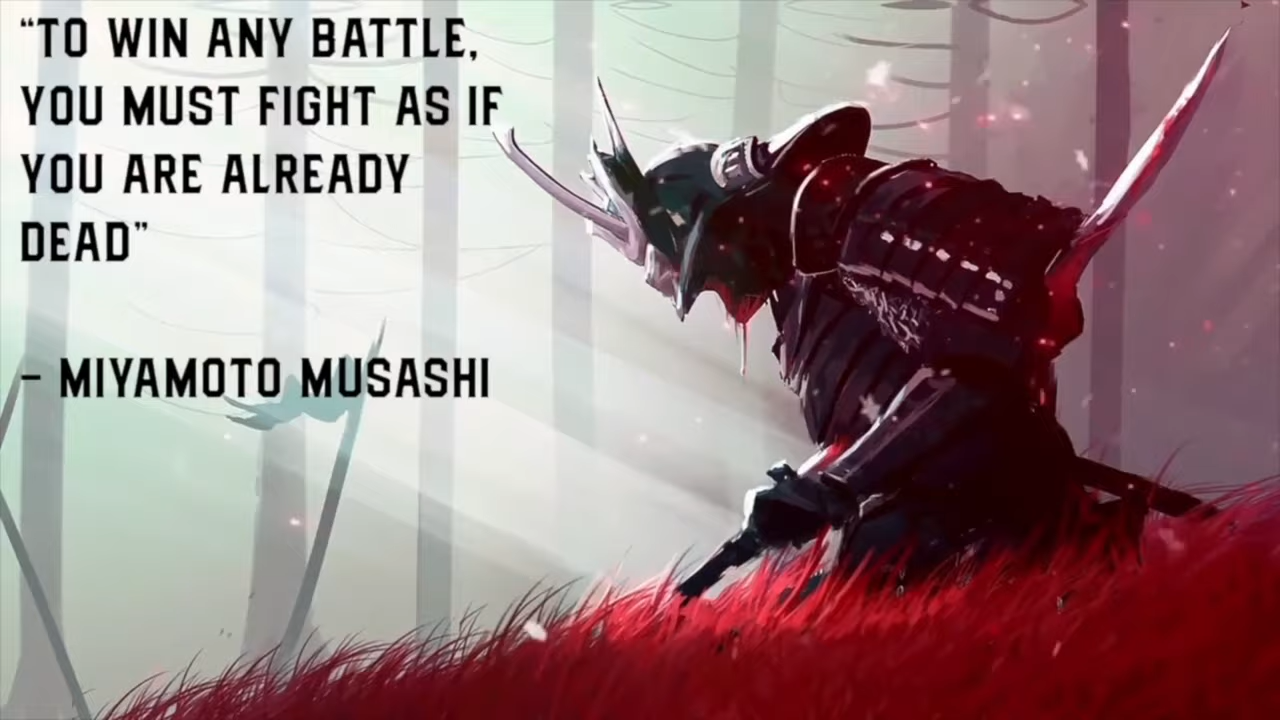 “TO WIN ANY BATTLE,
YOU MUST FIGHT AS IF
YOU ARE ALREADY
DEAD”
– MIYAMOTO MUSASHI